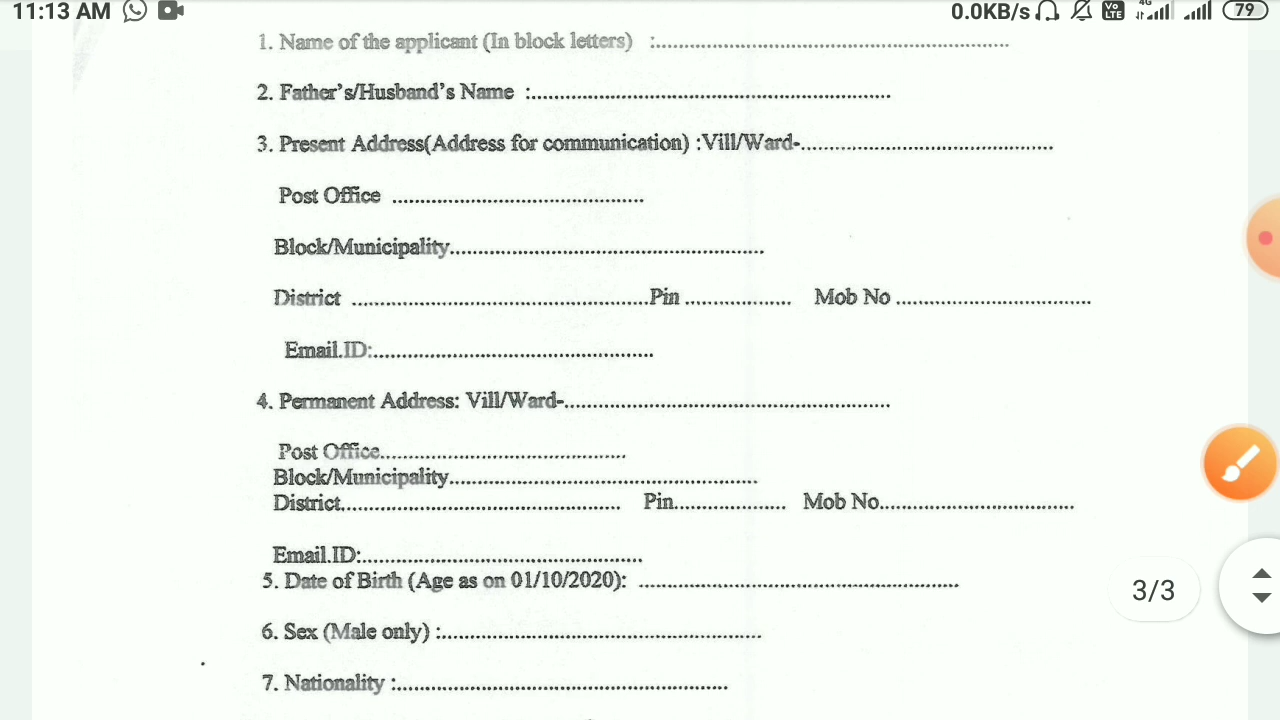 11:13 AM 0.0KB/s Vo LTE 4G 79
1. Name of the applicant (In block letters) :..............................................................................
2. Father's/Husband's Name :..............................................................................
3. Present Address(Address for communication) :Vill/Ward-......................................................
Post Office ......................................................
Block/Municipality....................................................................
District .................................................................Pin ....................... Mob No ..........................................
Email.ID:.............................................................
4. Permanent Address: Vill/Ward-......................................................................
Post Office.....................................................
Block/Municipality...................................................................
District............................................................. Pin........................ Mob No..........................................
Email.ID:.............................................................
5. Date of Birth (Age as on 01/10/2020): ......................................................................
6. Sex (Male only) :......................................................................
7. Nationality :........................................................................
3/3